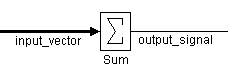 input_vector
Σ
output_signal
Sum